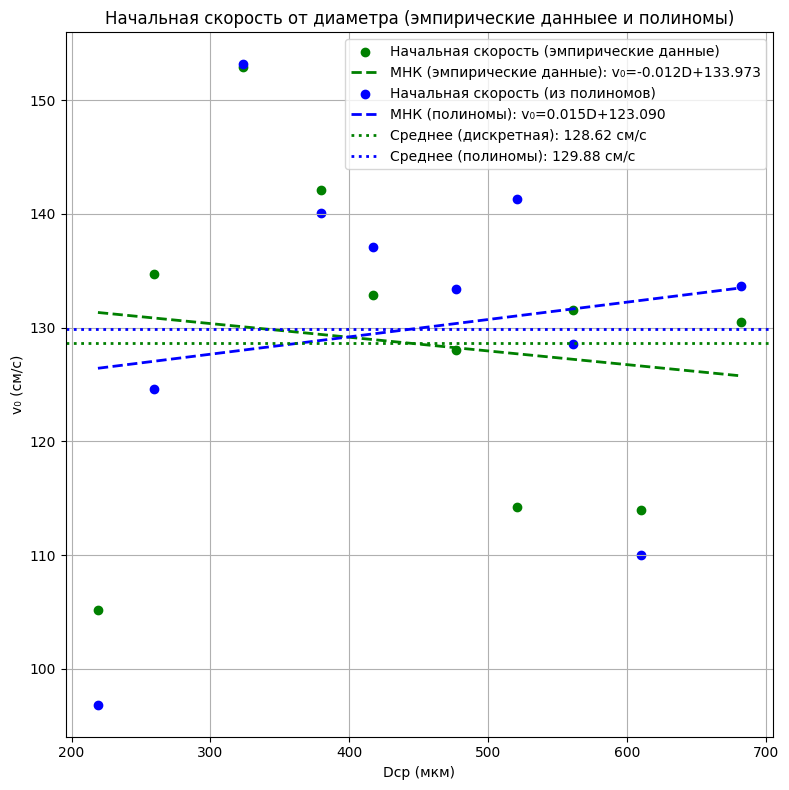 Начальная скорость от диаметра (эмпирические данныее и полиномы)
Начальная скорость (эмпирические данные)
МНК (эмпирические данные): v₀=-0.012D+133.973
Начальная скорость (из полиномов)
МНК (полиномы): v₀=0.015D+123.090
Среднее (дискретная): 128.62 см/с
Среднее (полиномы): 129.88 см/с
v₀ (см/с)
150
140
130
120
110
100
200 300 400 500 600 700
Dср (мкм)